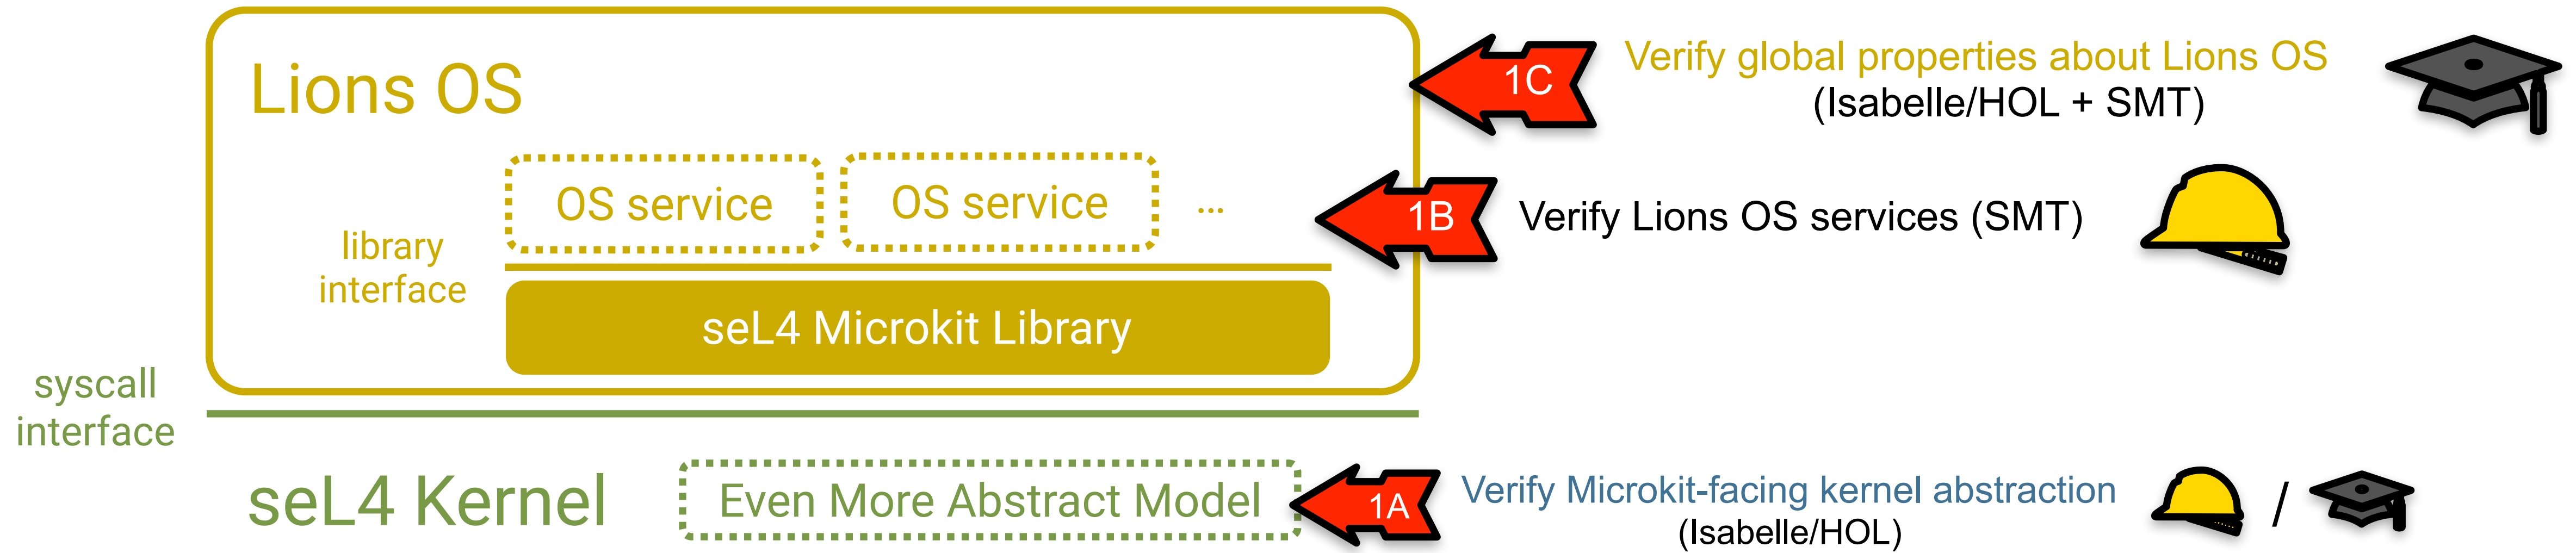 Lions OS
1C
Verify global properties about Lions OS
(Isabelle/HOL + SMT)
OS service
OS service
...
1B
Verify Lions OS services (SMT)
library
interface
seL4 Microkit Library
syscall
interface
seL4 Kernel
Even More Abstract Model
1A
Verify Microkit-facing kernel abstraction
(Isabelle/HOL)
/